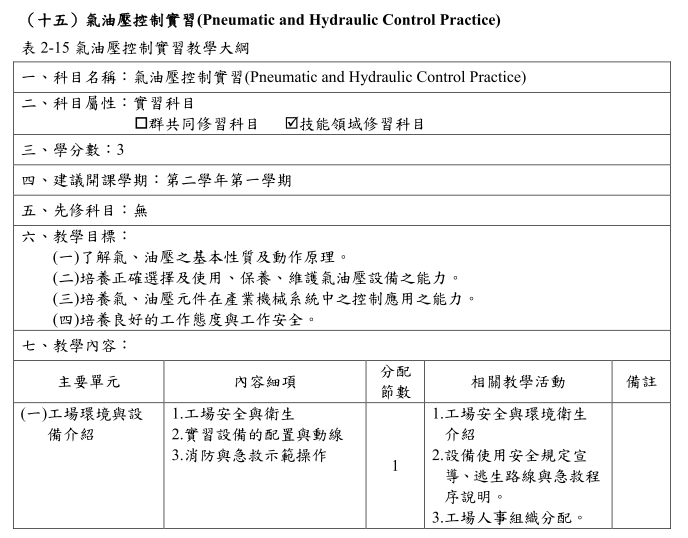 （十五）氣油壓控制實習(Pneumatic and Hydraulic Control Practice)
表 2-15 氣油壓控制實習教學大綱
一、科目名稱：氣油壓控制實習(Pneumatic and Hydraulic Control Practice)
二、科目屬性：實習科目
□群共同修習科目 ☑技能領域修習科目
三、學分數：3
四、建議開課學期：第二學年第一學期
五、先修科目：無
六、教學目標：
(一)了解氣、油壓之基本性質及動作原理。
(二)培養正確選擇及使用、保養、維護氣油壓設備之能力。
(三)培養氣、油壓元件在產業機械系統中之控制應用之能力。
(四)培養良好的工作態度與工作安全。
七、教學內容：
主要單元
內容細項
分配
節數
相關教學活動
備註
(一)工場環境與設
備介紹
1.工場安全與衛生
2.實習設備的配置與動線
3.消防與急救示範操作
1
1.工場安全與環境衛生
介紹
2.設備使用安全規定宣
導、逃生路線與急救程
序說明。
3.工場人事組織分配。